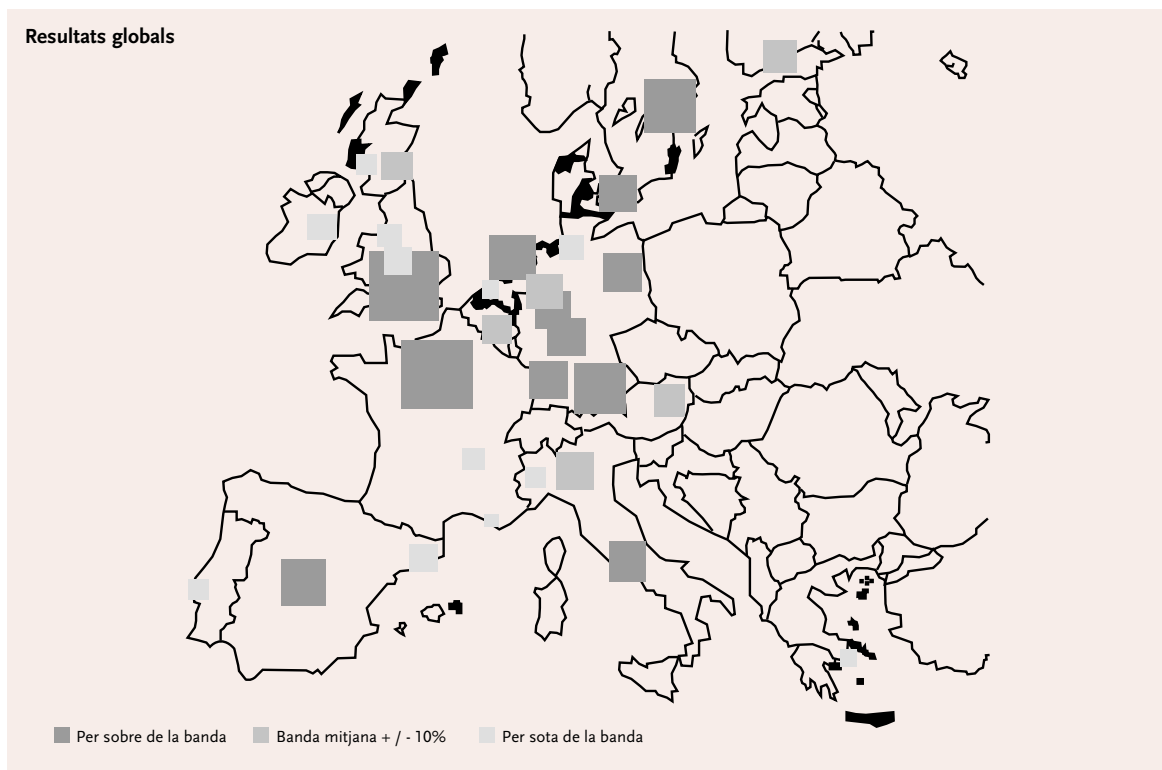 Resultats globals
Per sobre de la banda
Banda mitjana + / - 10%
Per sota de la banda